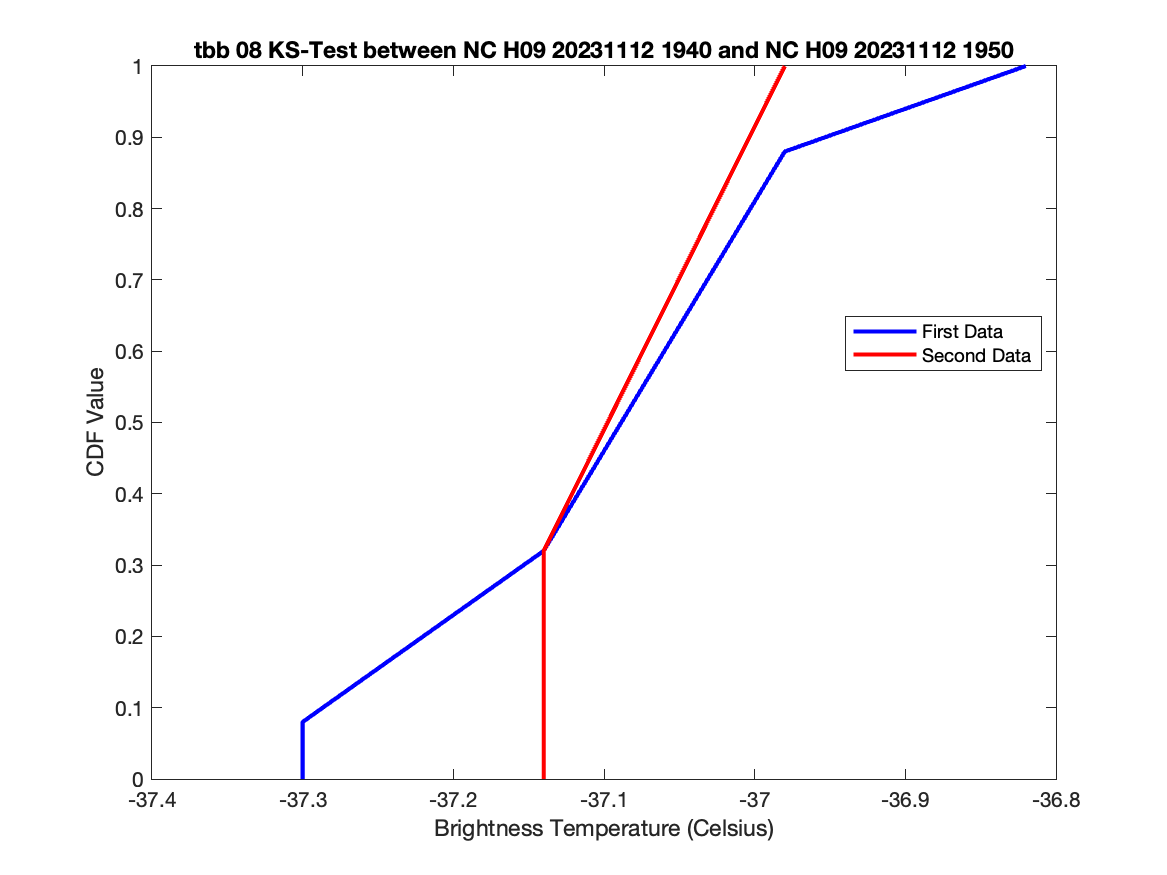 tbb 08 KS-Test between NC H09 20231112 1940 and NC H09 20231112 1950
1
0.9
0.8
0.7
0.6
0.5
0.4
0.3
0.2
0.1
0
CDF Value
First Data
Second Data
-37.4 -37.3 -37.2 -37.1 -37 -36.9 -36.8
Brightness Temperature (Celsius)